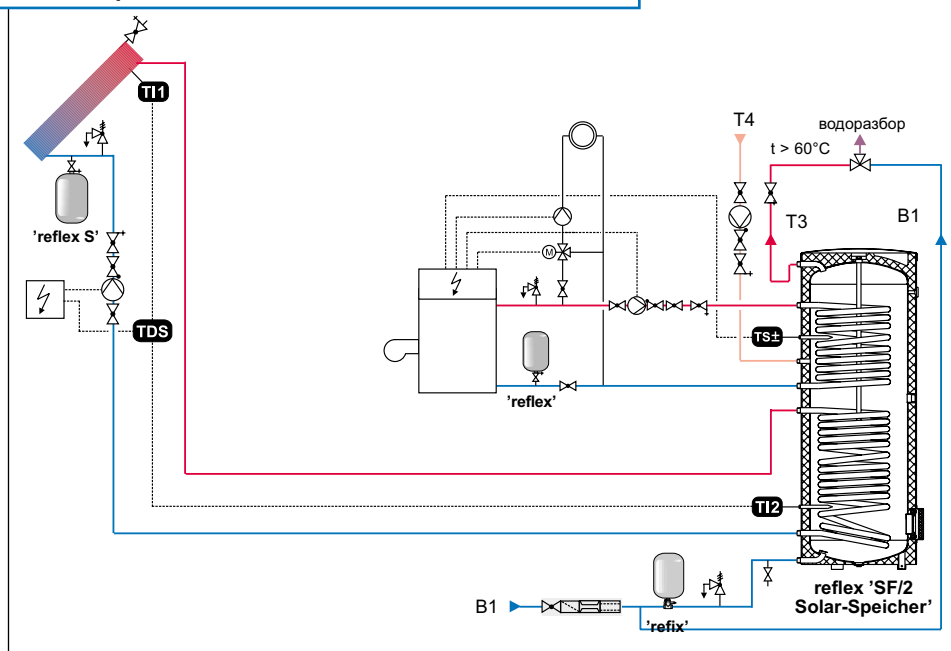 TI1
T4
водоразбор
t > 60°C
'reflex S'
T3
B1
M
TDS
TS±
'reflex'
TI2
reflex 'SF/2
Solar-Speicher'
B1
'refix'